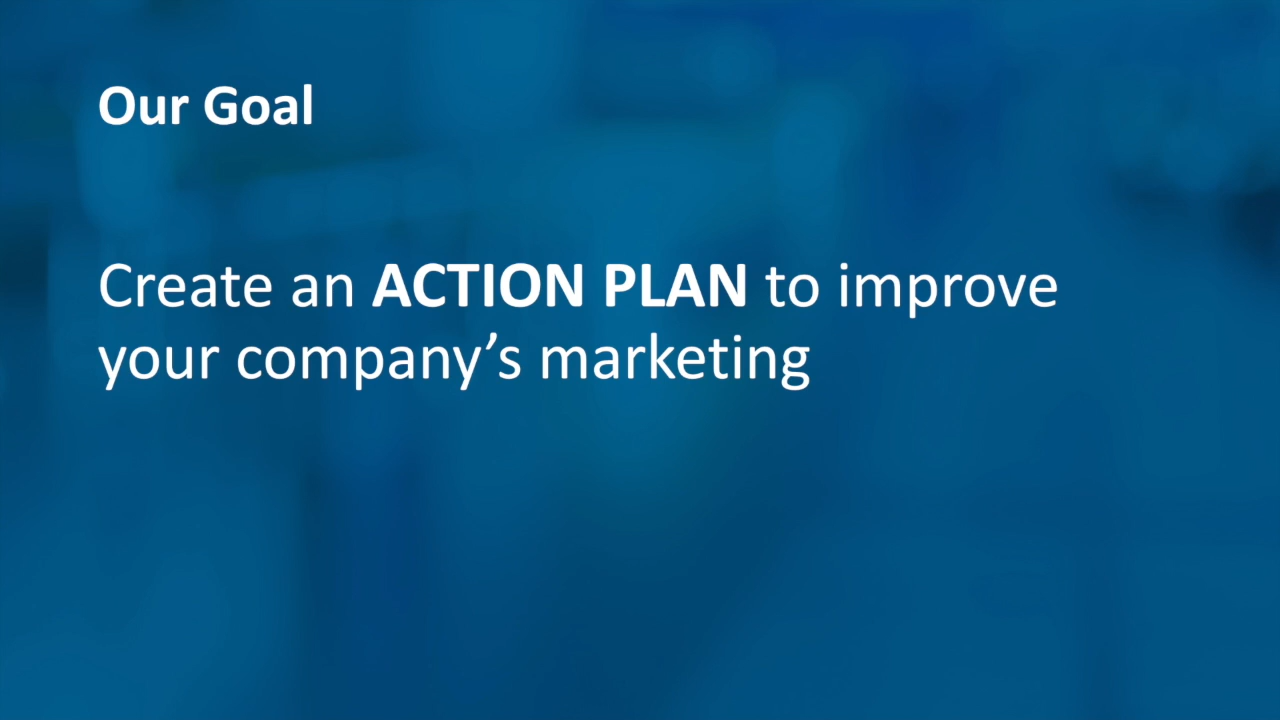 Our Goal
Create an ACTION PLAN to improve
your company’s marketing